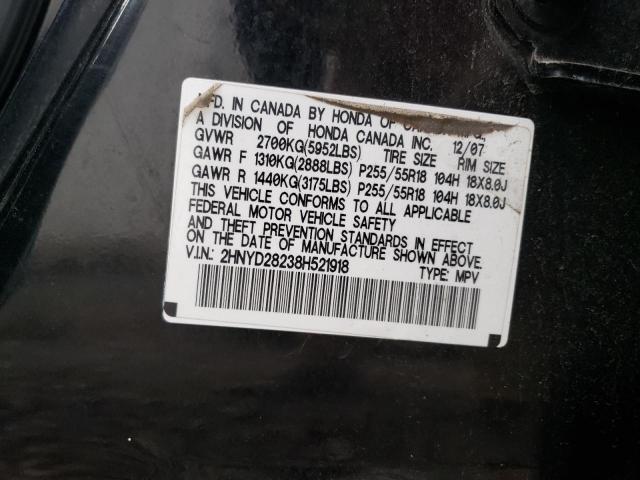 MFD. IN CANADA BY HONDA OF CANADA MFG.,
A DIVISION OF HONDA CANADA INC. 12/07
GVWR 2700KG(5952LBS) TIRE SIZE RIM SIZE
GAWR F 1310KG(2888LBS) P255/55R18 104H 18X8.0J
GAWR R 1440KG(3175LBS) P255/55R18 104H 18X8.0J
THIS VEHICLE CONFORMS TO ALL APPLICABLE
FEDERAL MOTOR VEHICLE SAFETY
AND THEFT PREVENTION STANDARDS IN EFFECT
ON THE DATE OF MANUFACTURE SHOWN ABOVE.
V.I.N.: 2HNYD28238H521918 TYPE: MPV